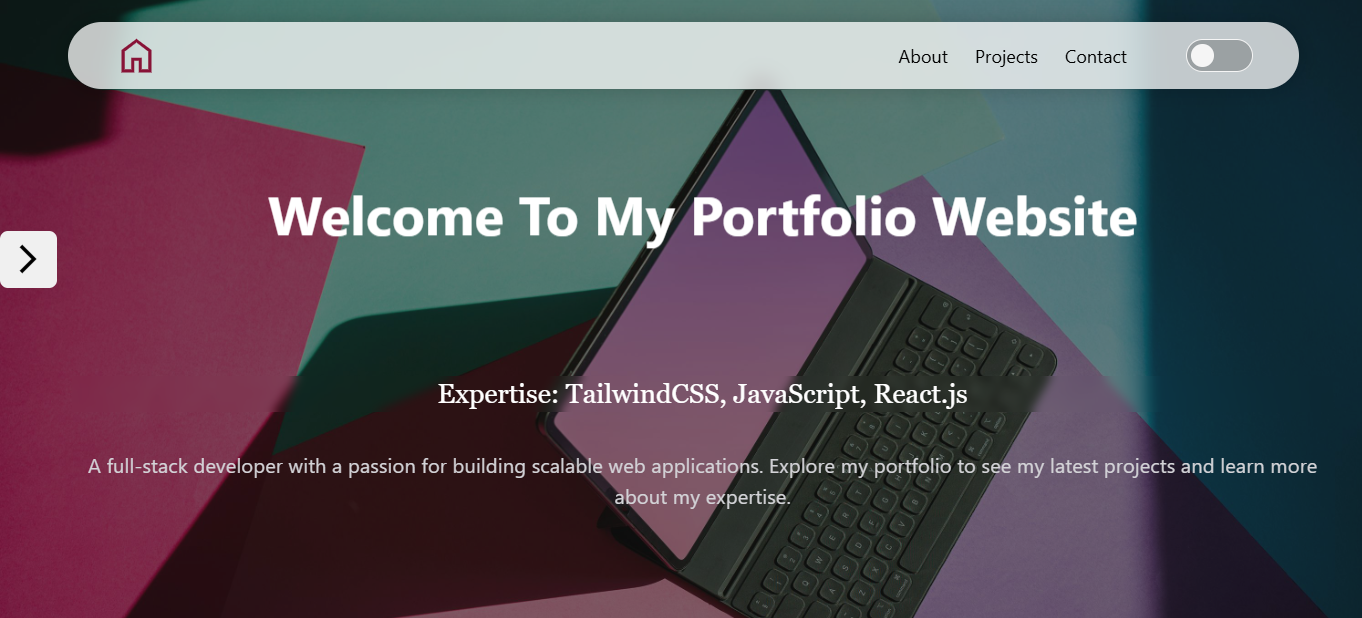 About Projects Contact
Welcome To My Portfolio Website
Expertise: TailwindCSS, JavaScript, React.js
A full-stack developer with a passion for building scalable web applications. Explore my portfolio to see my latest projects and learn more
about my expertise.